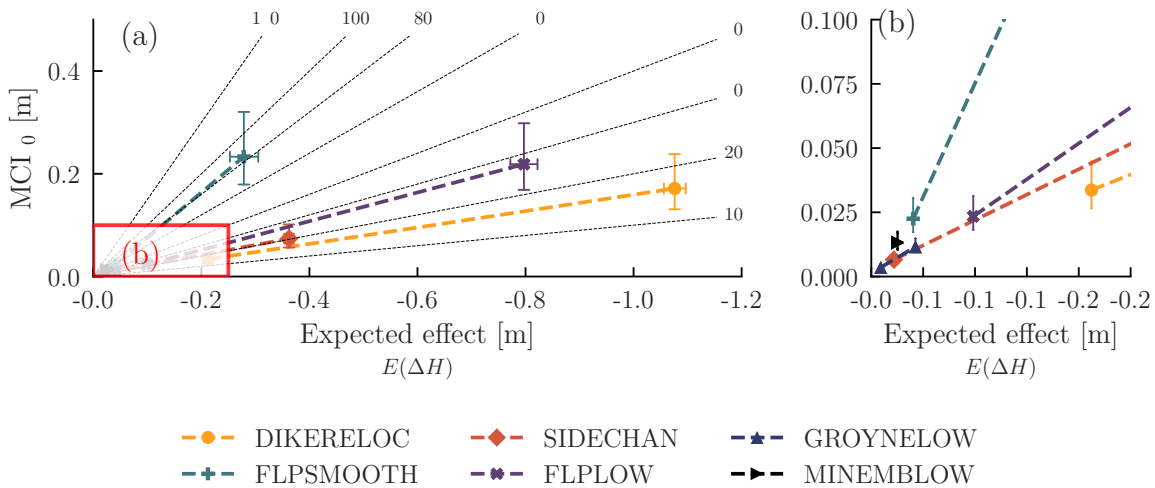 (a)
1 0
100
80
0
0
0
20
10
MCI 0 [m]
0.4
0.2
0.0
(b)
-0.0
-0.2
-0.4
-0.6
-0.8
-1.0
-1.2
Expected effect [m]
E(ΔH)
(b)
0.100
0.075
0.050
0.025
0.000
-0.0
-0.1
-0.1
-0.1
-0.2
-0.2
Expected effect [m]
E(ΔH)
DIKERELOC
SIDECHAN
GROYNELOW
FLPSMOOTH
FLPLOW
MINEMBLOW